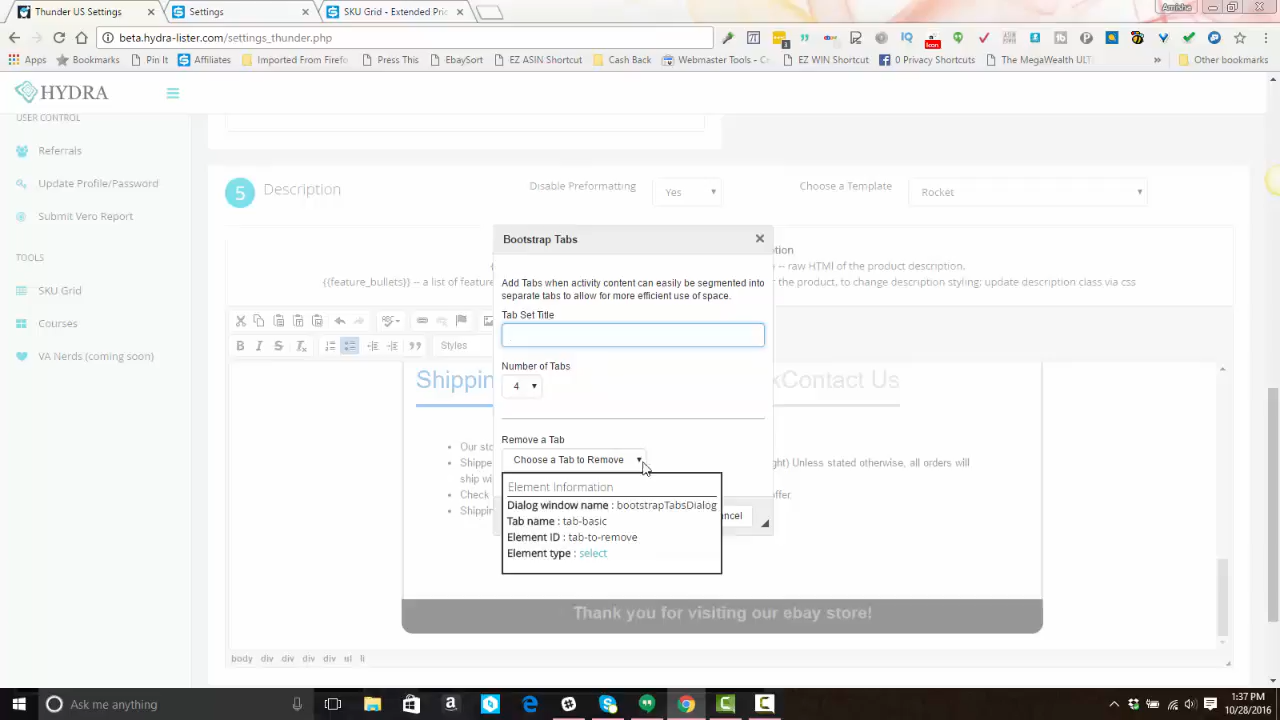 Thunder US Settings
Settings
SKU Grid - Extended Pri
Amishe
beta.hydra-lister.com/settings_thunder.php
Apps
Bookmarks
Pin It
Affiliates
Imported From Firefo
Press This
EbaySort
EZ ASIN Shortcut
Cash Back
Webmaster Tools - C
EZ WIN Shortcut
0 Privacy Shortcuts
The MegaWealth ULT
»
Other bookmarks
HYDRA
USER CONTROL
Referrals
Update Profile/Password
Submit Vero Report
TOOLS
SKU Grid
Courses
VA Nerds (coming soon)
5 Description
Disable Preformatting
Yes
Choose a Template
Rocket
-- raw HTMl of the product description.
{{feature_bullets}} -- a list of feature
the product, to change description styling; update description class via css
Styles
Bootstrap Tabs
Add Tabs when activity content can easily be segmented into
separate tabs to allow for more efficient use of space.
Tab Set Title
Number of Tabs
4
Remove a Tab
Choose a Tab to Remove
Element Information
Dialog window name : bootstrapTabsDialog
Tab name : tab-basic
Element ID : tab-to-remove
Element type : select
Contact Us
Unless stated otherwise, all orders will
ship
Check
Thank you for visiting our ebay store!
body div div div div ul li
Ask me anything
1:37 PM
10/28/2016